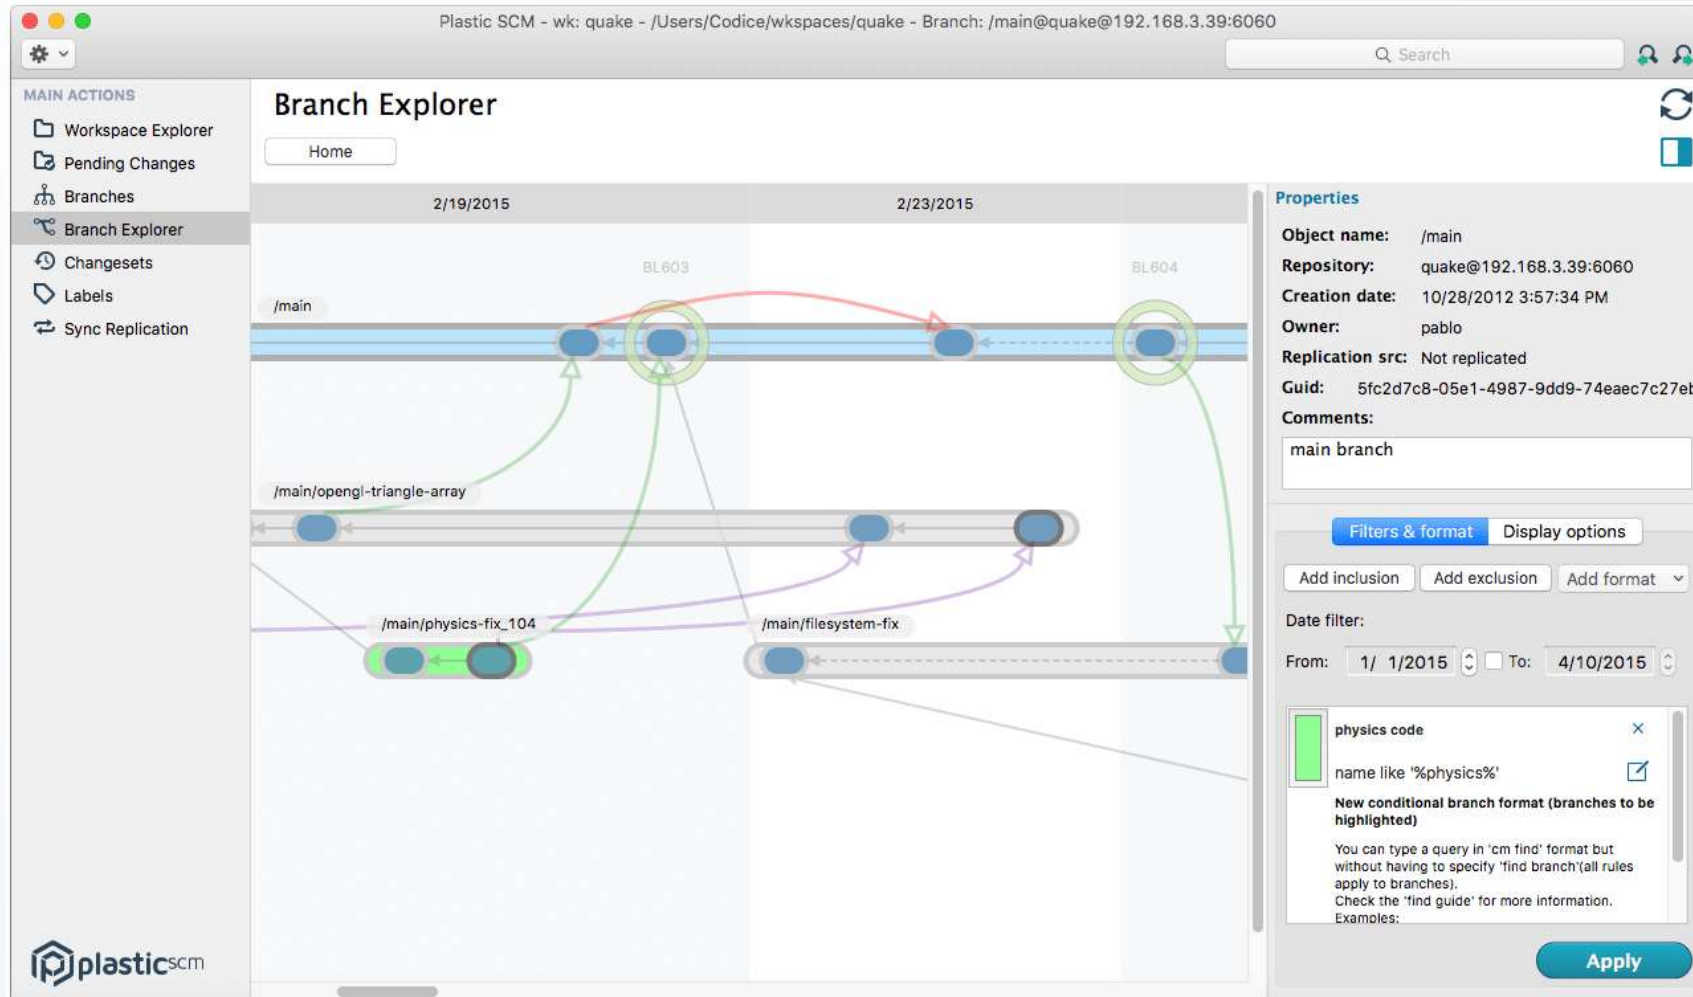 Plastic SCM - wk: quake - /Users/Codice/wkspaces/quake - Branch: /main@quake@192.168.3.39:6060
Search
MAIN ACTIONS
Workspace Explorer
Pending Changes
Branches
Branch Explorer
Changesets
Labels
Sync Replication
plasticscm
Branch Explorer
Home
2/19/2015
2/23/2015
BL603
BL604
/main
/main/opengl-triangle-array
/main/physics-fix_104
/main/filesystem-fix
Properties
Object name: /main
Repository: quake@192.168.3.39:6060
Creation date: 10/28/2012 3:57:34 PM
Owner: pablo
Replication src: Not replicated
Guid: 5fc2d7c8-05e1-4987-9dd9-74eaec7c27eb
Comments:
main branch
Filters & format Display options
Add inclusion Add exclusion Add format
Date filter:
From: 1/ 1/2015 To: 4/10/2015
physics code
name like '%physics%'
New conditional branch format (branches to be
highlighted)
You can type a query in 'cm find' format but
without having to specify 'find branch'(all rules
apply to branches).
Check the 'find guide' for more information.
Examples:
Apply